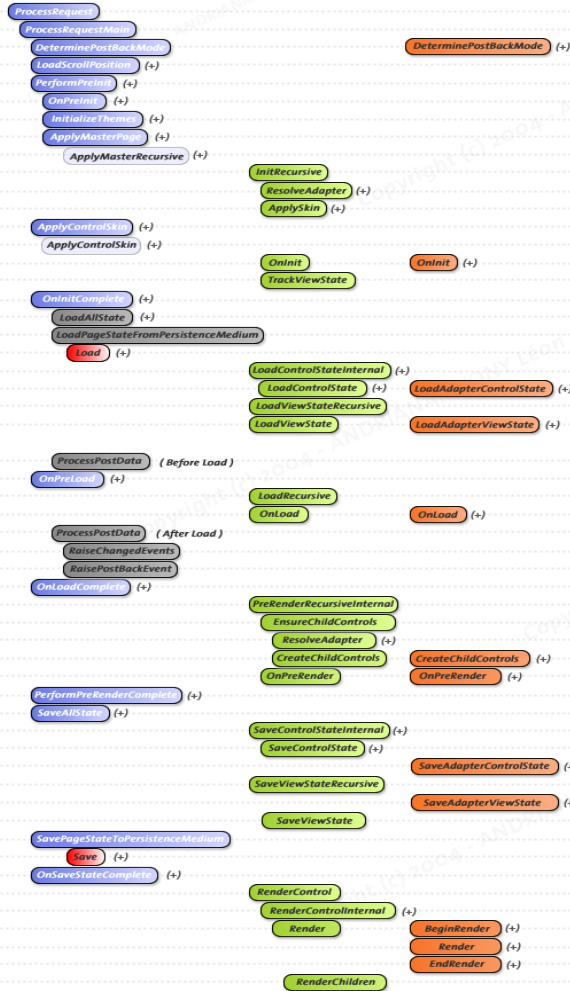 ProcessRequest
ProcessRequestMain
DeterminePostBackMode DeterminePostBackMode (+)
LoadScrollPosition (+)
PerformPreInit (+)
OnPreInit (+)
InitializeThemes (+)
ApplyMasterPage (+)
ApplyMasterRecursive (+)
InitRecursive
ResolveAdapter (+)
ApplySkin (+)
ApplyControlSkin (+)
ApplyControlSkin (+)
OnInit OnInit (+)
TrackViewState
OnInitComplete (+)
LoadAllState (+)
LoadPageStateFromPersistenceMedium
Load (+)
LoadControlStateInternal (+)
LoadControlState (+) LoadAdapterControlState (+)
LoadViewStateRecursive
LoadViewState LoadAdapterViewState (+)
ProcessPostData ( Before Load )
OnPreLoad (+)
LoadRecursive
OnLoad OnLoad (+)
ProcessPostData ( After Load )
RaiseChangedEvents
RaisePostBackEvent
OnLoadComplete (+)
PreRenderRecursiveInternal
EnsureChildControls
ResolveAdapter (+)
CreateChildControls CreateChildControls (+)
OnPreRender OnPreRender (+)
PerformPreRenderComplete (+)
SaveAllState (+)
SaveControlStateInternal (+)
SaveControlState (+)
SaveAdapterControlState (+
SaveViewStateRecursive
SaveAdapterViewState (+
SaveViewState
SavePageStateToPersistenceMedium
Save (+)
OnSaveStateComplete (+)
RenderControl
RenderControlInternal (+)
Render BeginRender (+)
Render (+)
EndRender (+)
RenderChildren